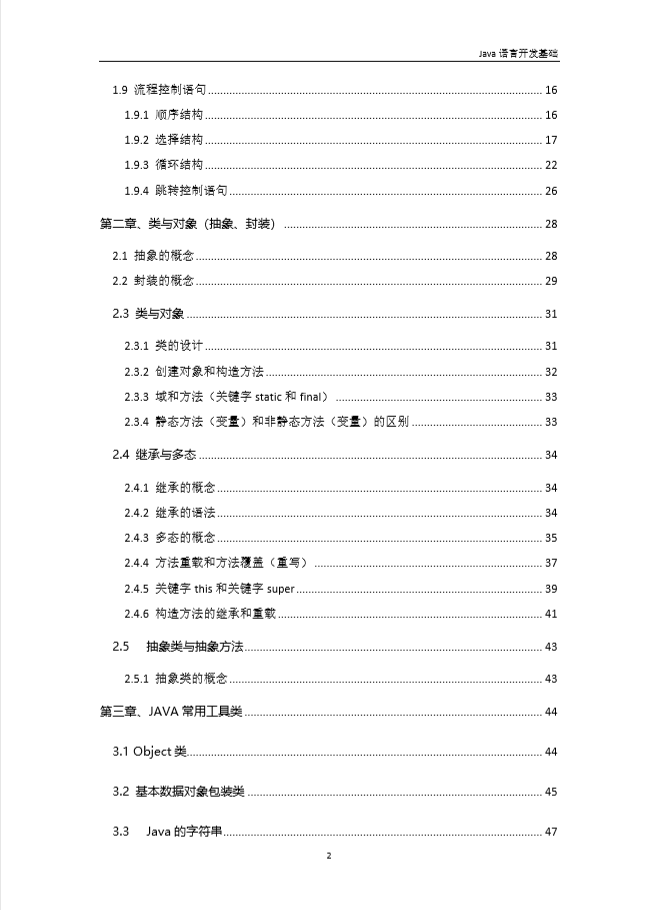 Java 语言开发基础
1.9 流程控制语句 16
1.9.1 顺序结构 16
1.9.2 选择结构 17
1.9.3 循环结构 22
1.9.4 跳转控制语句 26
第二章、类与对象（抽象、封装） 28
2.1 抽象的概念 28
2.2 封装的概念 29
2.3 类与对象 31
2.3.1 类的设计 31
2.3.2 创建对象和构造方法 32
2.3.3 域和方法（关键字 static 和 final） 33
2.3.4 静态方法（变量）和非静态方法（变量）的区别 33
2.4 继承与多态 34
2.4.1 继承的概念 34
2.4.2 继承的语法 34
2.4.3 多态的概念 35
2.4.4 方法重载和方法覆盖（重写） 37
2.4.5 关键字 this 和关键字 super 39
2.4.6 构造方法的继承和重载 41
2.5 抽象类与抽象方法 43
2.5.1 抽象类的概念 43
第三章、JAVA 常用工具类 44
3.1 Object 类 44
3.2 基本数据对象包装类 45
3.3 Java 的字符串 47
2